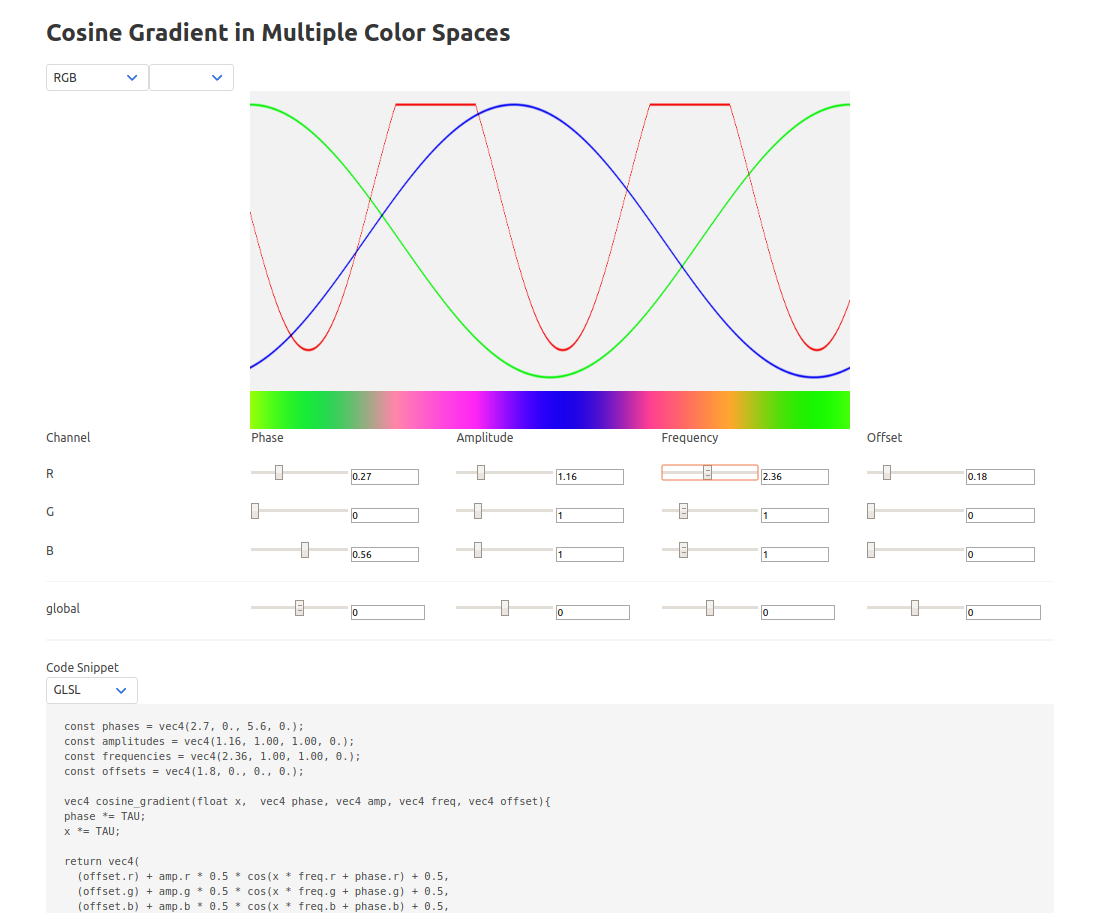 Cosine Gradient in Multiple Color Spaces
RGB
Channel Phase Amplitude Frequency Offset
R 0.27 1.16 2.36 0.18
G 0 1 1 0
B 0.56 1 1 0
global 0 0 0 0
Code Snippet
GLSL
const phases = vec4(2.7, 0., 5.6, 0.);
const amplitudes = vec4(1.16, 1.00, 1.00, 0.);
const frequencies = vec4(2.36, 1.00, 1.00, 0.);
const offsets = vec4(1.8, 0., 0., 0.);
vec4 cosine_gradient(float x,  vec4 phase, vec4 amp, vec4 freq, vec4 offset){
phase *= TAU;
x *= TAU;
return vec4(
(offset.r) + amp.r * 0.5 * cos(x * freq.r + phase.r) + 0.5,
(offset.g) + amp.g * 0.5 * cos(x * freq.g + phase.g) + 0.5,
(offset.b) + amp.b * 0.5 * cos(x * freq.b + phase.b) + 0.5,